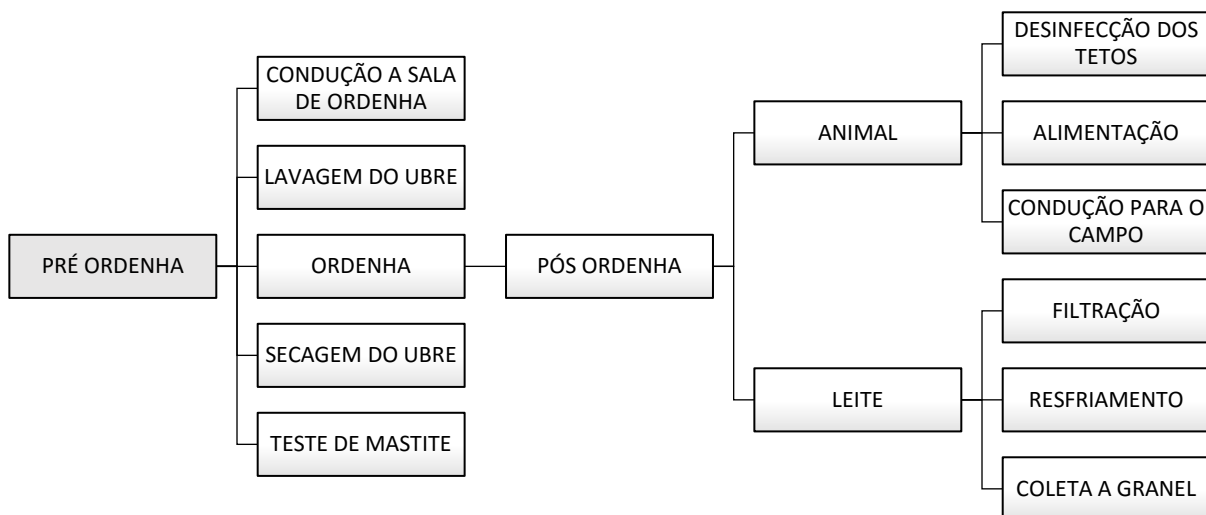 PRÉ ORDENHA
CONDUÇÃO A SALA
DE ORDENHA
LAVAGEM DO UBRE
ORDENHA
SECAGEM DO UBRE
TESTE DE MASTITE
PÓS ORDENHA
ANIMAL
DESINFECÇÃO DOS
TETOS
ALIMENTAÇÃO
CONDUÇÃO PARA O
CAMPO
LEITE
FILTRAÇÃO
RESFRIAMENTO
COLETA A GRANEL